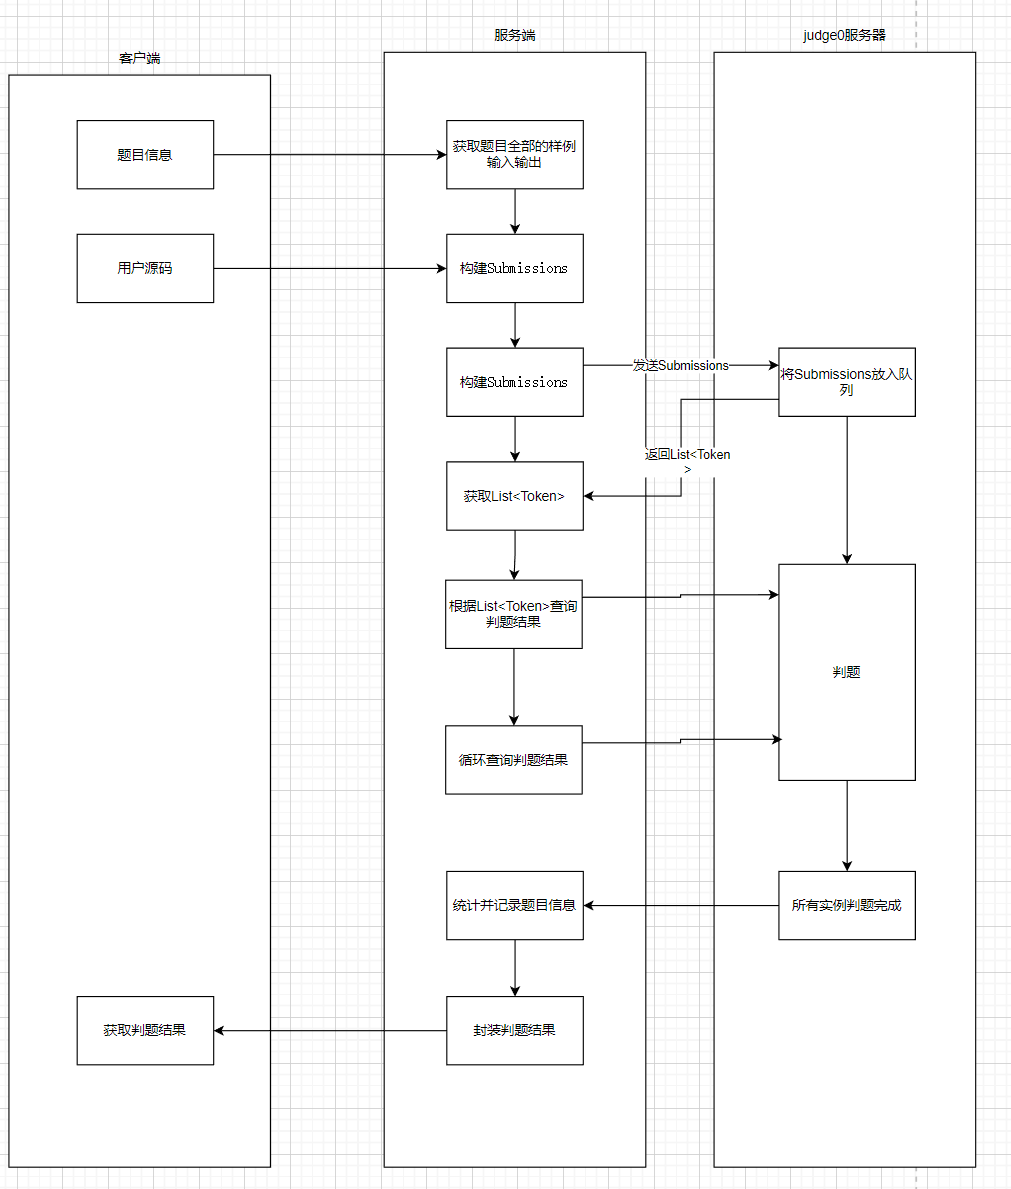 客户端
服务端
judge0服务器
题目信息
获取题目全部的样例
输入输出
用户源码
构建Submissions
构建Submissions
发送Submissions
将Submissions放入队
列
返回List<Token
>
获取List<Token>
根据List<Token>查询
判题结果
判题
循环查询判题结果
统计并记录题目信息
所有实例判题完成
获取判题结果
封装判题结果